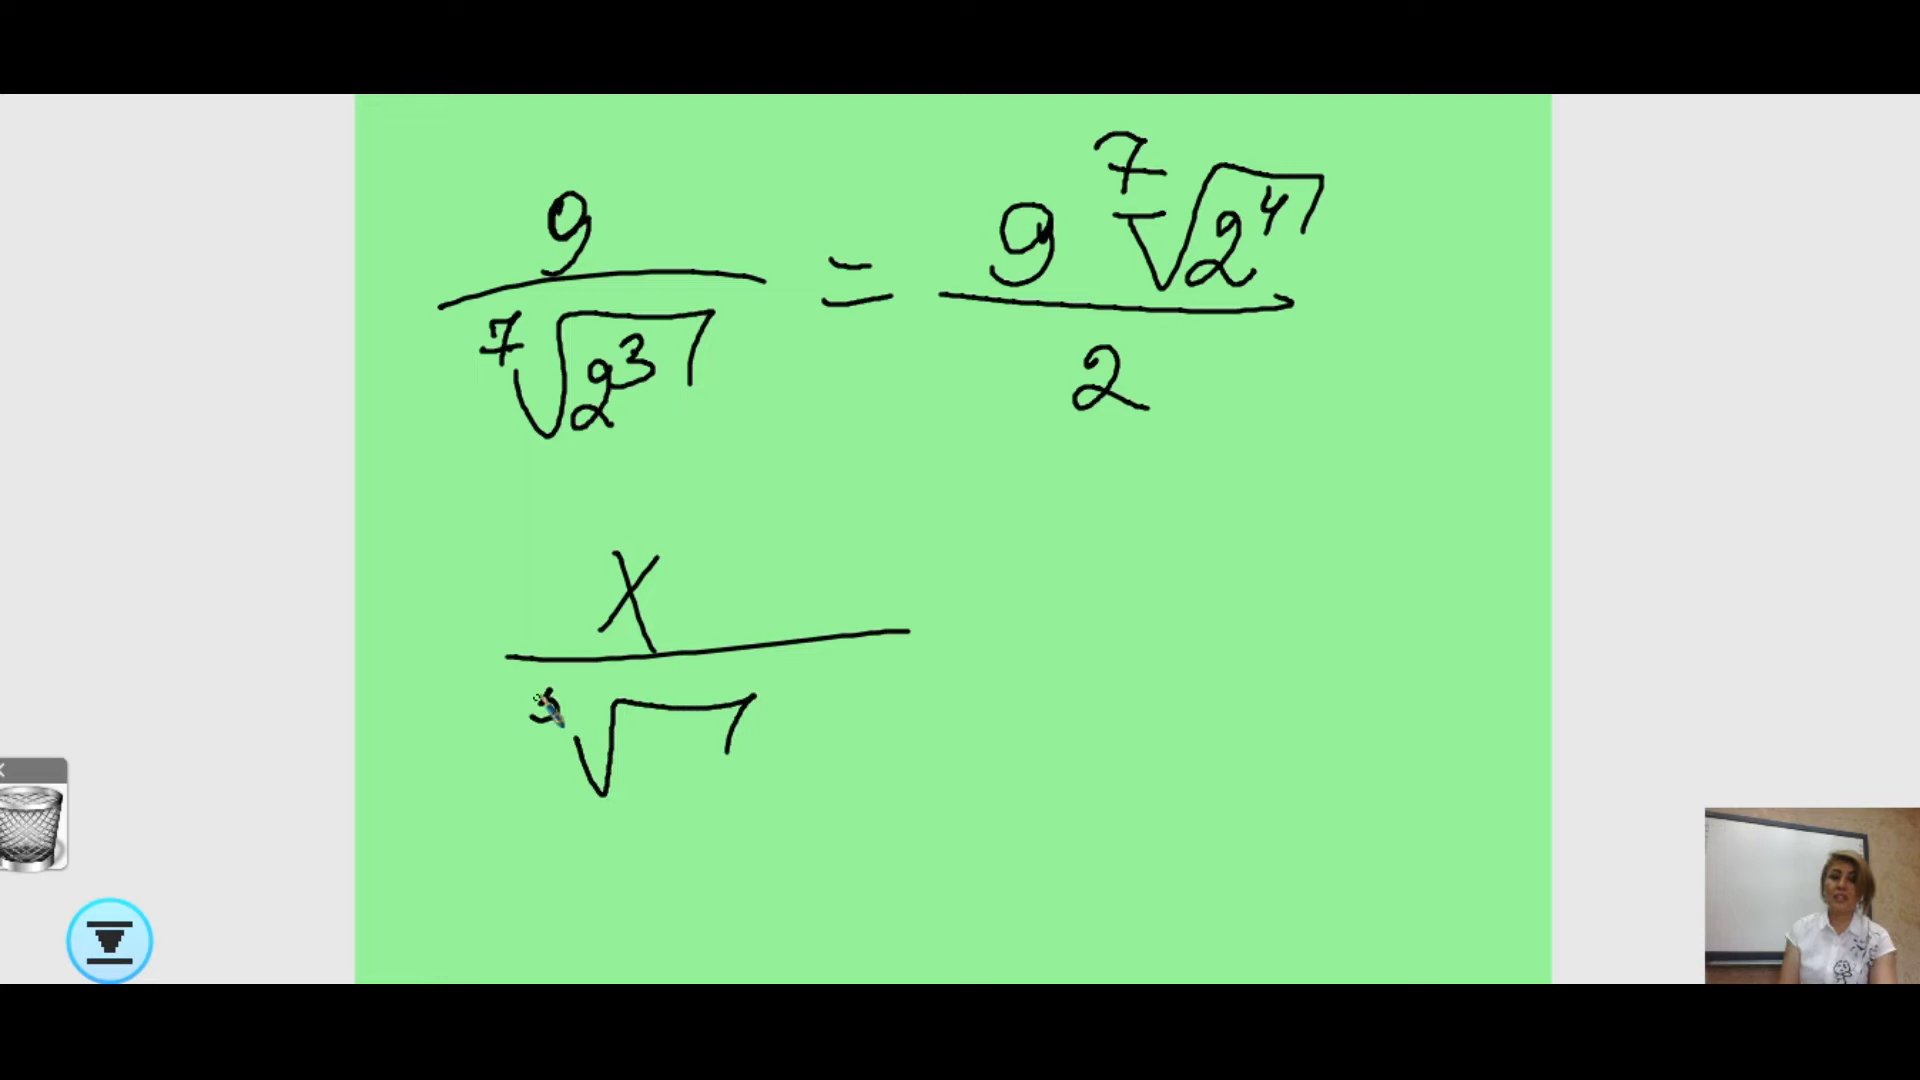 9 / ⁷√2³ = 9 ⁷√2⁴ / 2
x / √